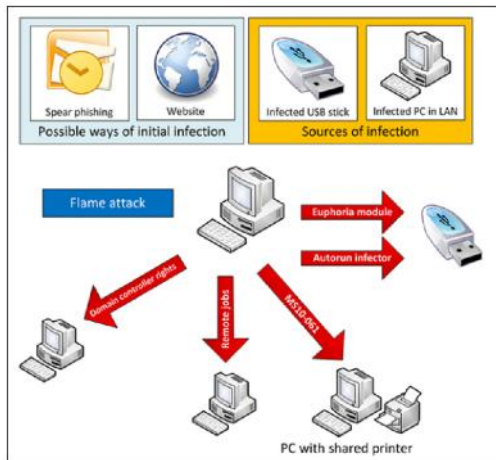 Spear phishing
Website
Infected USB stick
Infected PC in LAN
Possible ways of initial infection
Sources of infection
Flame attack
Euphoria module
Autorun infector
Domain controller rights
Remote jobs
MS10-061
PC with shared printer